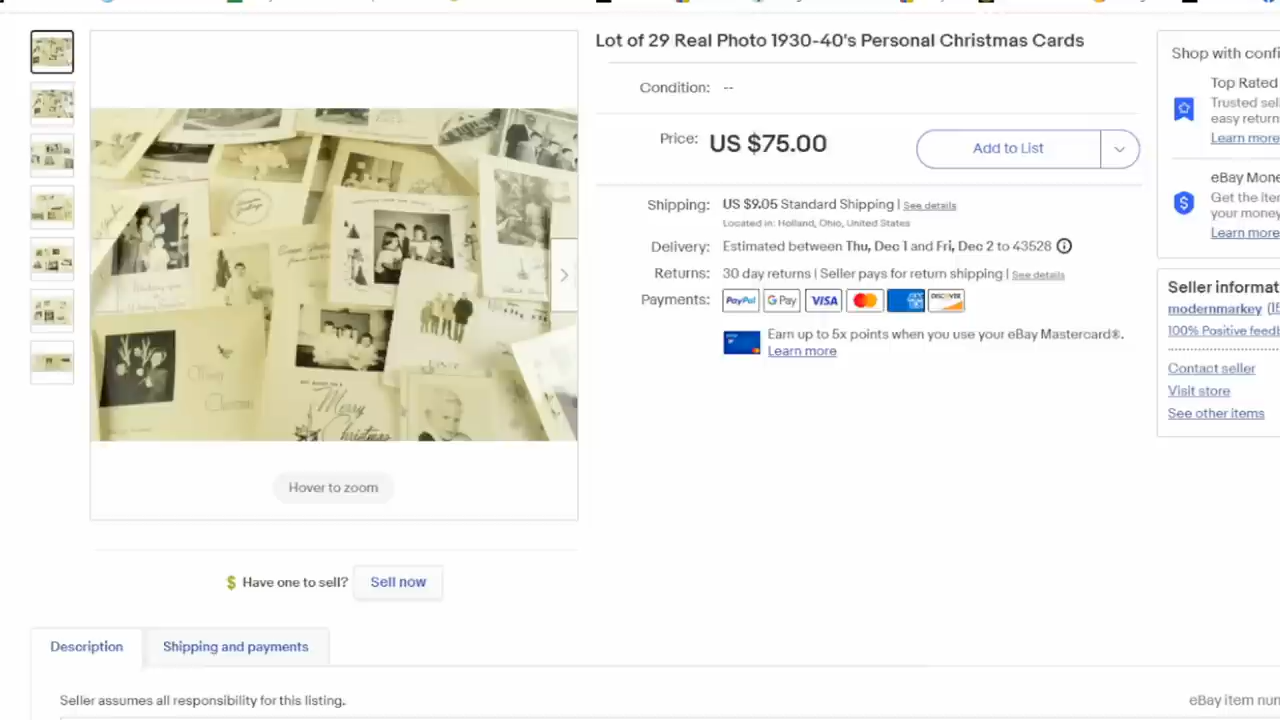 Lot of 29 Real Photo 1930-40's Personal Christmas Cards
Condition: --
Price: US $75.00
Add to List
Shipping: US $9.05 Standard Shipping | See details
Located in: Holland, Ohio, United States
Delivery: Estimated between Thu, Dec 1 and Fri, Dec 2 to 43528
Returns: 30 day returns | Seller pays for return shipping | See details
Payments: PayPal G Pay VISA DISCOVER
Earn up to 5x points when you use your eBay Mastercard®.
Learn more
Shop with confi
Top Rated
Trusted sel
easy return
Learn more
eBay Mone
Get the iter
your money
Learn more
Seller informat
modernmarkey
100% Positive feedb
Contact seller
Visit store
See other items
Merry
Christmas
Hover to zoom
$ Have one to sell? Sell now
Description
Shipping and payments
Seller assumes all responsibility for this listing.
eBay item num